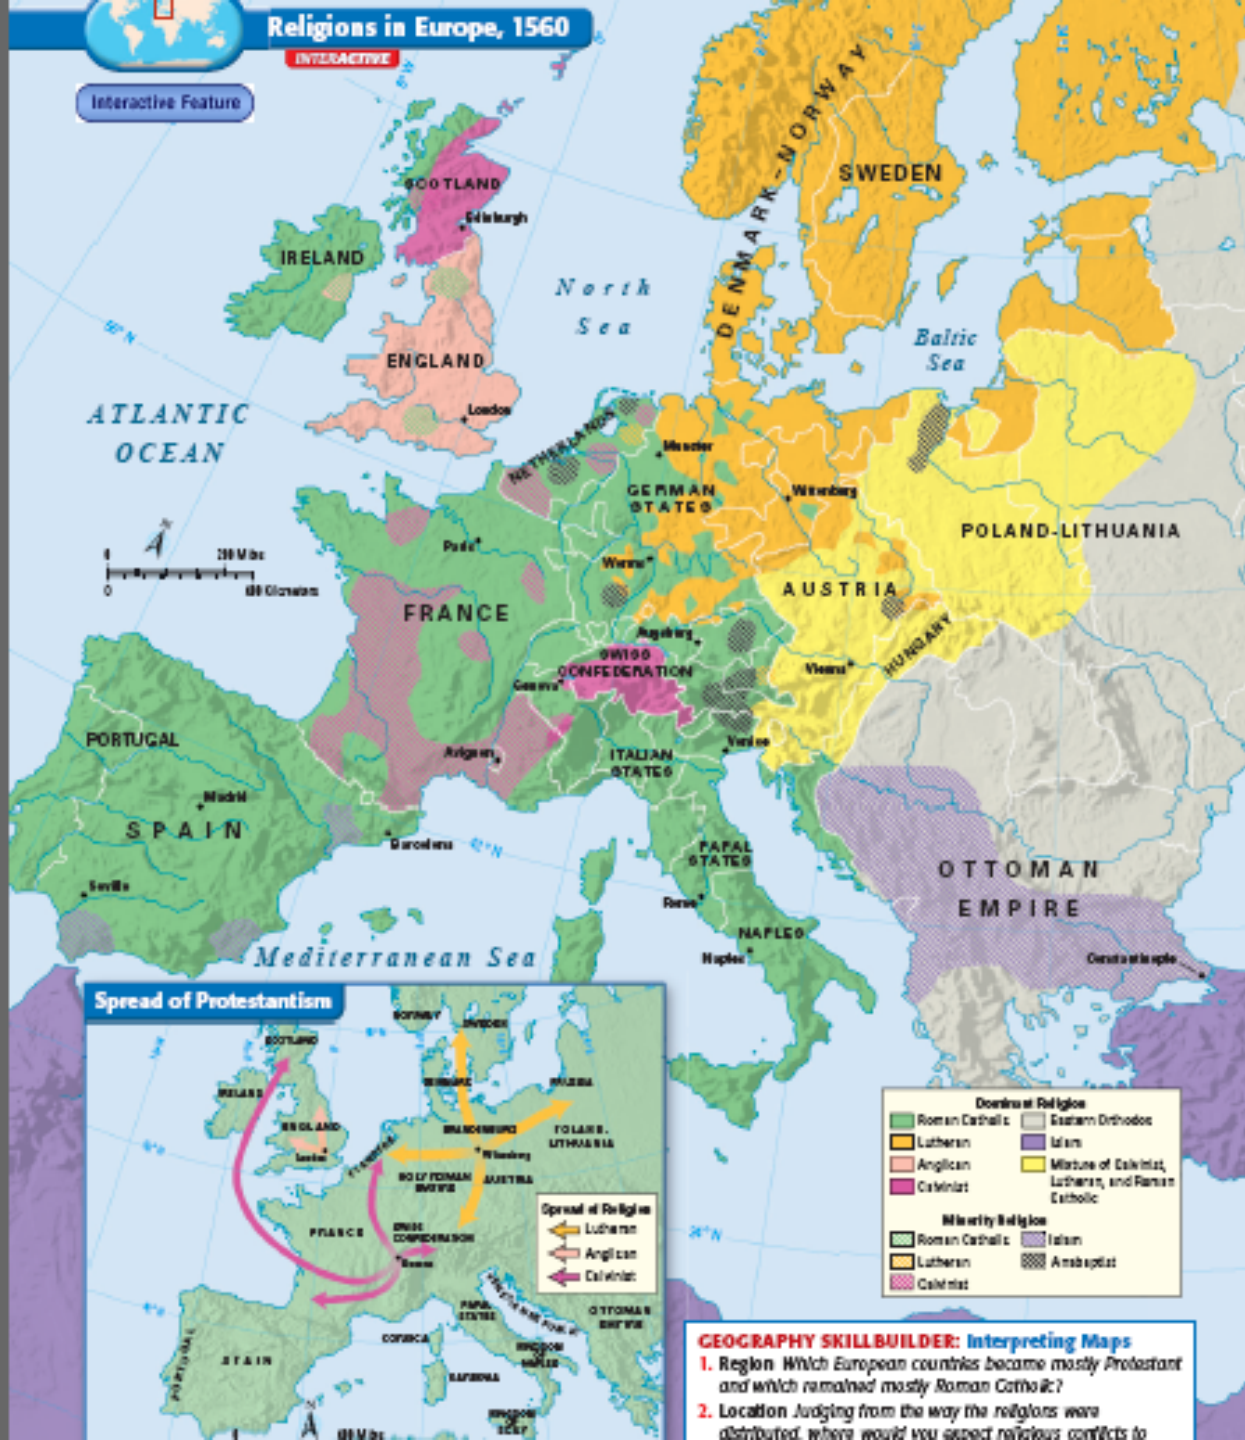 Religions in Europe, 1560
INTERACTIVE
Interactive Feature
SCOTLAND
Edinburgh
IRELAND
North
Sea
ENGLAND
London
ATLANTIC
OCEAN
DENMARK-NORWAY
SWEDEN
Baltic
Sea
NETHERLANDS
Munster
GERMAN
STATES
Wittenberg
POLAND-LITHUANIA
Paris
Worms
AUSTRIA
FRANCE
Augsburg
HUNGARY
SWISS
CONFEDERATION
Geneva
Vienna
PORTUGAL
Avignon
ITALIAN
STATES
Venice
Madrid
SPAIN
Barcelona
42°N
PAPAL
STATES
OTTOMAN
EMPIRE
Seville
Rome
NAPLES
Naples
Mediterranean Sea
Constantinople
Spread of Protestantism
NORWAY
SWEDEN
SCOTLAND
IRELAND
ENGLAND
London
BRANDENBURG
POLAND-
LITHUANIA
Wittenberg
HOLY ROMAN
EMPIRE
AUSTRIA
FRANCE
SWISS
CONFEDERATION
Geneva
PAPAL
STATES
OTTOMAN
EMPIRE
CORSICA
SARDINIA
KINGDOM
OF
NAPLES
PORTUGAL
SPAIN
Spread of Religion
Lutheran
Anglican
Calvinist
Dominant Religion
Roman Catholic
Eastern Orthodox
Lutheran
Islam
Anglican
Mixture of Calvinist,
Lutheran, and Roman
Catholic
Calvinist
Minority Religion
Roman Catholic
Islam
Lutheran
Anabaptist
Calvinist
GEOGRAPHY SKILLBUILDER: Interpreting Maps
1. Region Which European countries became mostly Protestant
and which remained mostly Roman Catholic?
2. Location Judging from the way the religions were
distributed, where would you expect religious conflicts to